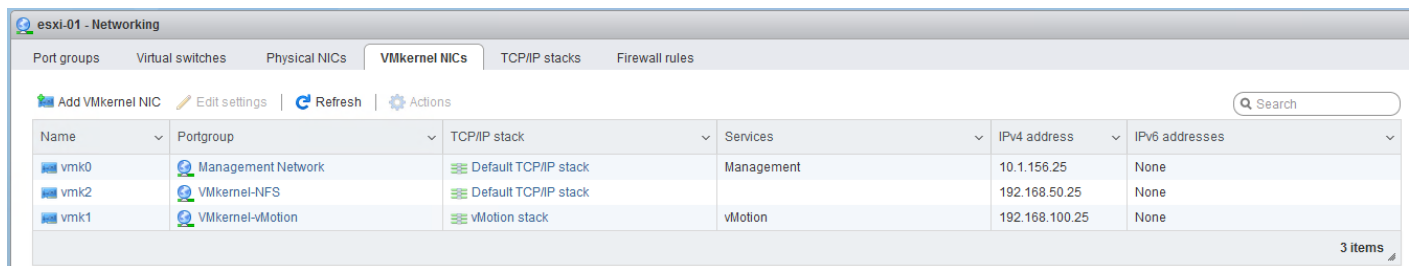 esxi-01 - Networking
Port groups Virtual switches Physical NICs VMkernel NICs TCP/IP stacks Firewall rules
Add VMkernel NIC Edit settings Refresh Actions Search
Name Portgroup TCP/IP stack Services IPv4 address IPv6 addresses
vmk0 Management Network Default TCP/IP stack Management 10.1.156.25 None
vmk2 VMkernel-NFS Default TCP/IP stack 192.168.50.25 None
vmk1 VMkernel-vMotion vMotion stack vMotion 192.168.100.25 None
3 items